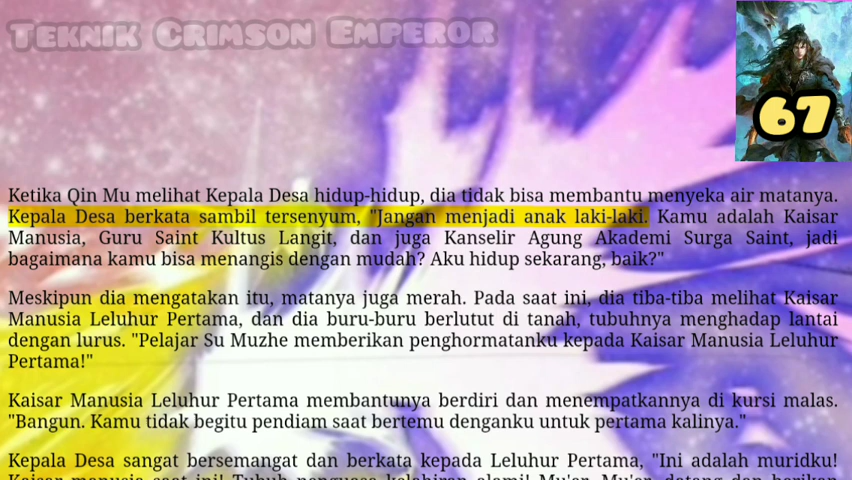 Teknik Crimson Emperor
67
Ketika Qin Mu melihat Kepala Desa hidup-hidup, dia tidak bisa membantu menyeka air matanya.
Kepala Desa berkata sambil tersenyum, "Jangan menjadi anak laki-laki. Kamu adalah Kaisar
Manusia, Guru Saint Kultus Langit, dan juga Kanselir Agung Akademi Surga Saint, jadi
bagaimana kamu bisa menangis dengan mudah? Aku hidup sekarang, baik?"
Meskipun dia mengatakan itu, matanya juga merah. Pada saat ini, dia tiba-tiba melihat Kaisar
Manusia Leluhur Pertama, dan dia buru-buru berlutut di tanah, tubuhnya menghadap lantai
dengan lurus. "Pelajar Su Muzhe memberikan penghormatanku kepada Kaisar Manusia Leluhur
Pertama!"
Kaisar Manusia Leluhur Pertama membantunya berdiri dan menempatkannya di kursi malas.
"Bangun. Kamu tidak begitu pendiam saat bertemu denganku untuk pertama kalinya."
Kepala Desa sangat bersemangat dan berkata kepada Leluhur Pertama, "Ini adalah muridku!